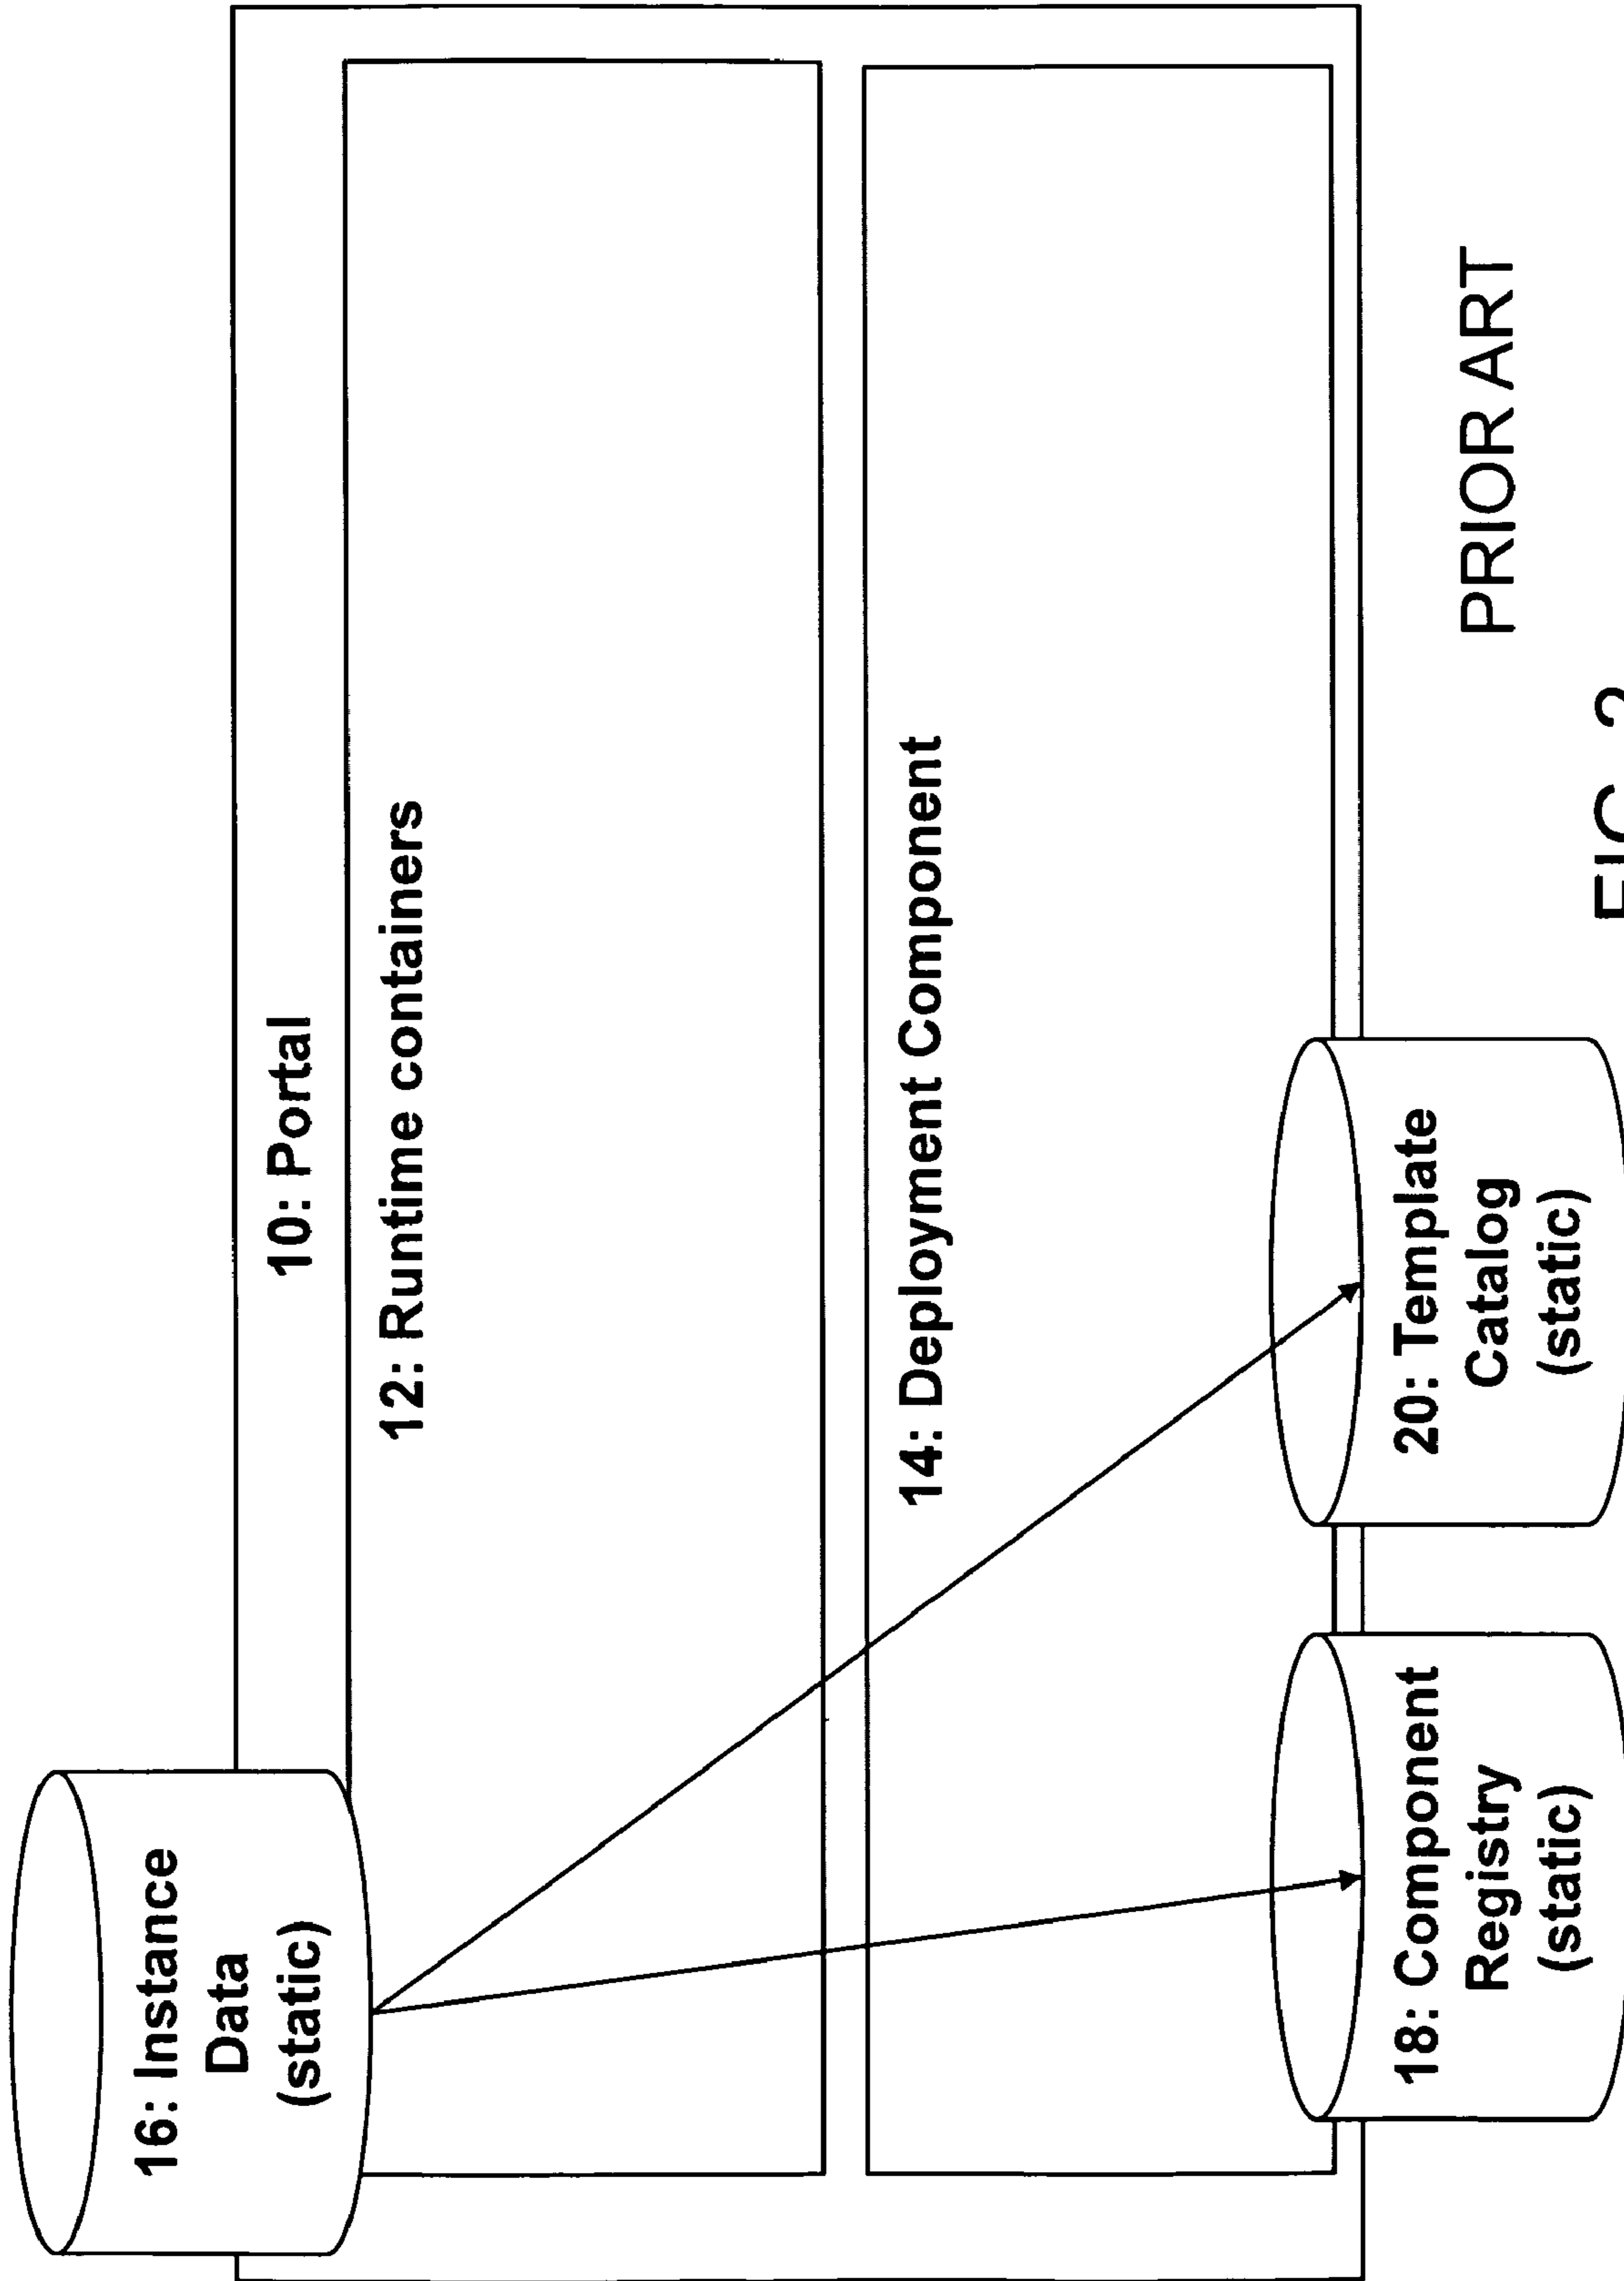 10: Portal
16: Instance
Data
(static)
12: Runtime containers
14: Deployment Component
18: Component
Registry
(static)
20: Template
Catalog
(static)
PRIOR ART